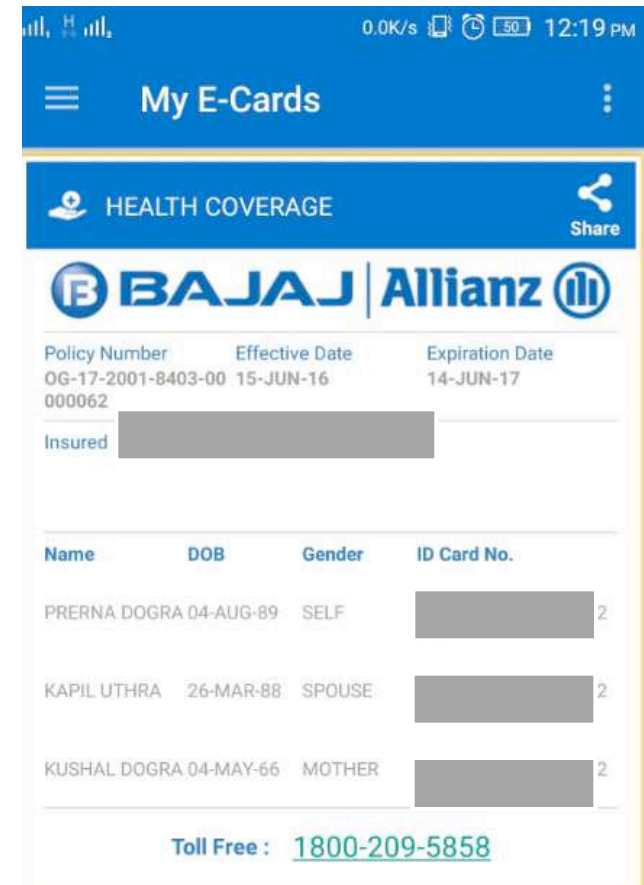 0.0K/s 50 12:19 PM
My E-Cards
HEALTH COVERAGE
Share
B BAJAJ Allianz
Policy Number Effective Date Expiration Date
OG-17-2001-8403-00 15-JUN-16 14-JUN-17
000062
Insured
Name DOB Gender ID Card No.
PRERNA DOGRA 04-AUG-89 SELF 2
KAPIL UTHRA 26-MAR-88 SPOUSE 2
KUSHAL DOGRA 04-MAY-66 MOTHER 2
Toll Free : 1800-209-5858